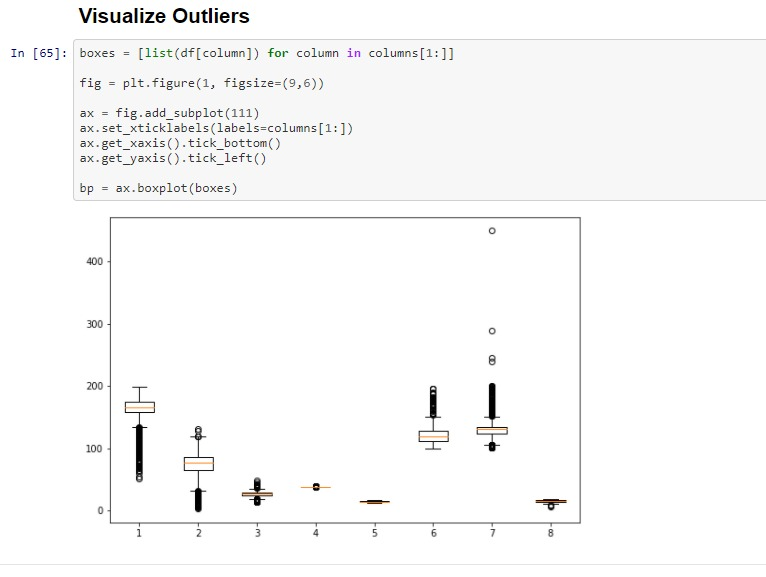 Visualize Outliers
In [65]: boxes = [list(df[column]) for column in columns[1:]]
fig = plt.figure(1, figsize=(9,6))
ax = fig.add_subplot(111)
ax.set_xticklabels(labels=columns[1:])
ax.get_xaxis().tick_bottom()
ax.get_yaxis().tick_left()
bp = ax.boxplot(boxes)
400
300
200
100
0
1 2 3 4 5 6 7 8